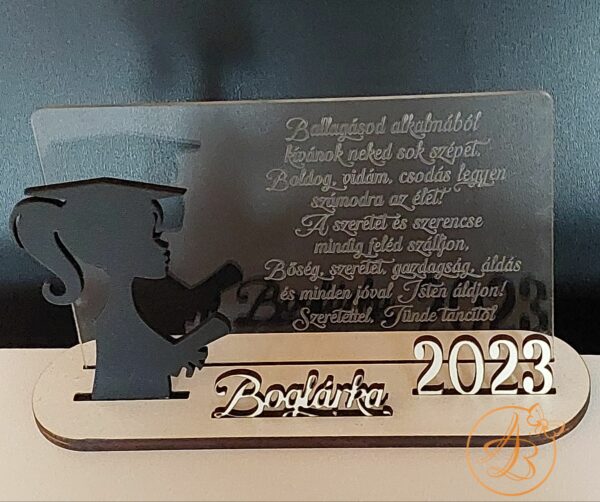 Ballagásod alkalmából
kívánok neked sok szépet.
Boldog, vidám, csodás legyen
számodra az élet!
A szeretet és szerencse
mindig feléd szálljon,
Bőség, szeretet, gazdagság, áldás
és minden jóval Isten áldjon!
Szeretettel, Tünde tanítód
2023
Boglárka
AB